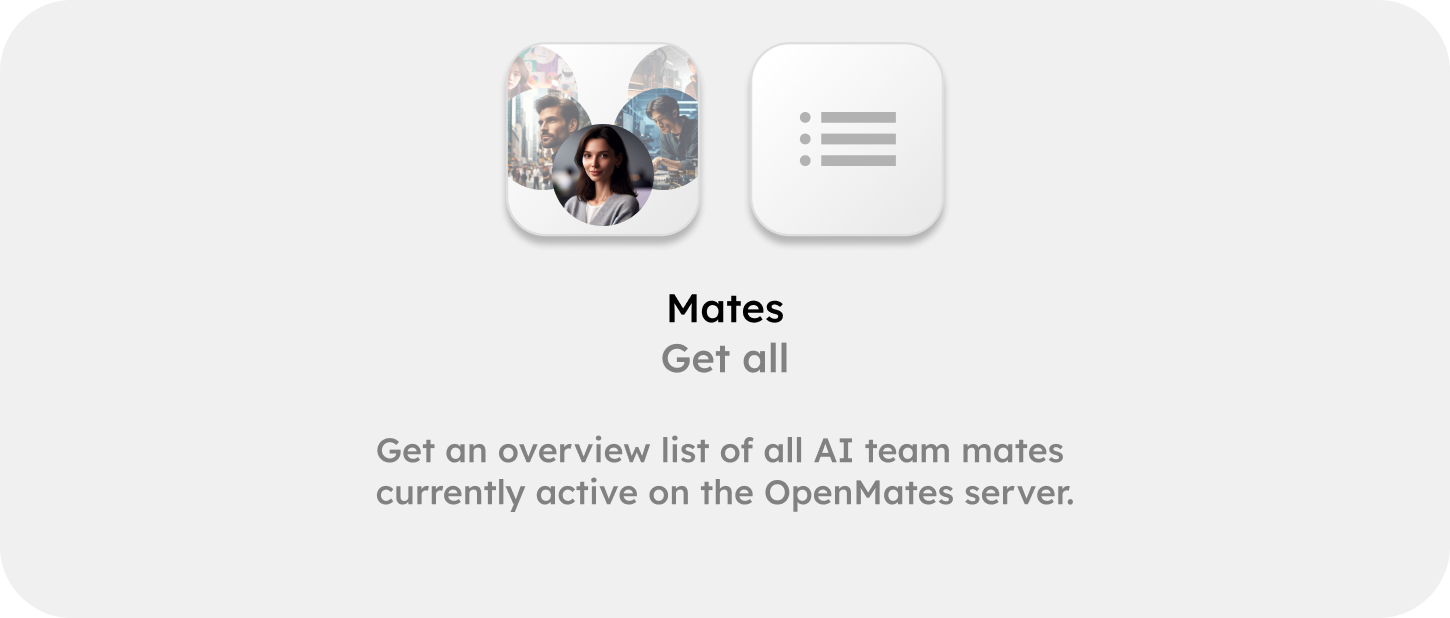 Mates
Get all
Get an overview list of all AI team mates
currently active on the OpenMates server.